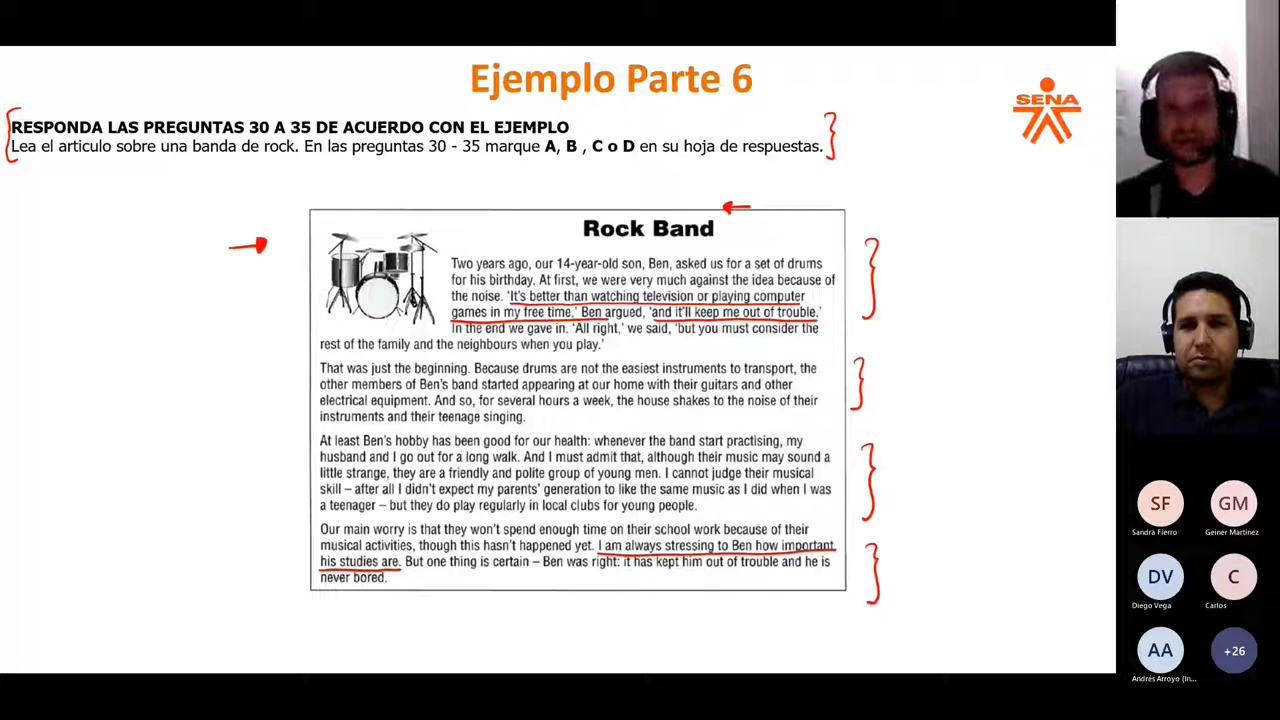 Ejemplo Parte 6
SENA
RESPONDA LAS PREGUNTAS 30 A 35 DE ACUERDO CON EL EJEMPLO
Lea el articulo sobre una banda de rock. En las preguntas 30 - 35 marque A, B , C o D en su hoja de respuestas.
Rock Band
Two years ago, our 14-year-old son, Ben, asked us for a set of drums
for his birthday. At first, we were very much against the idea because of
the noise. 'It's better than watching television or playing computer
games in my free time,' Ben argued, 'and it'll keep me out of trouble.'
In the end we gave in. 'All right,' we said, 'but you must consider the
rest of the family and the neighbours when you play.'
That was just the beginning. Because drums are not the easiest instruments to transport, the
other members of Ben's band started appearing at our home with their guitars and other
electrical equipment. And so, for several hours a week, the house shakes to the noise of their
instruments and their teenage singing.
At least Ben's hobby has been good for our health: whenever the band start practising, my
husband and I go out for a long walk. And I must admit that, although their music may sound a
little strange, they are a friendly and polite group of young men. I cannot judge their musical
skill – after all I didn't expect my parents' generation to like the same music as I did when I was
a teenager – but they do play regularly in local clubs for young people.
Our main worry is that they won't spend enough time on their school work because of their
musical activities, though this hasn't happened yet. I am always stressing to Ben how important
his studies are. But one thing is certain – Ben was right: it has kept him out of trouble and he is
never bored.
SF
GM
Sandra Fierro
Geiner Martinez
DV
C
Diego Vega
Carlos
AA
+26
Andrés Arroyo (In...